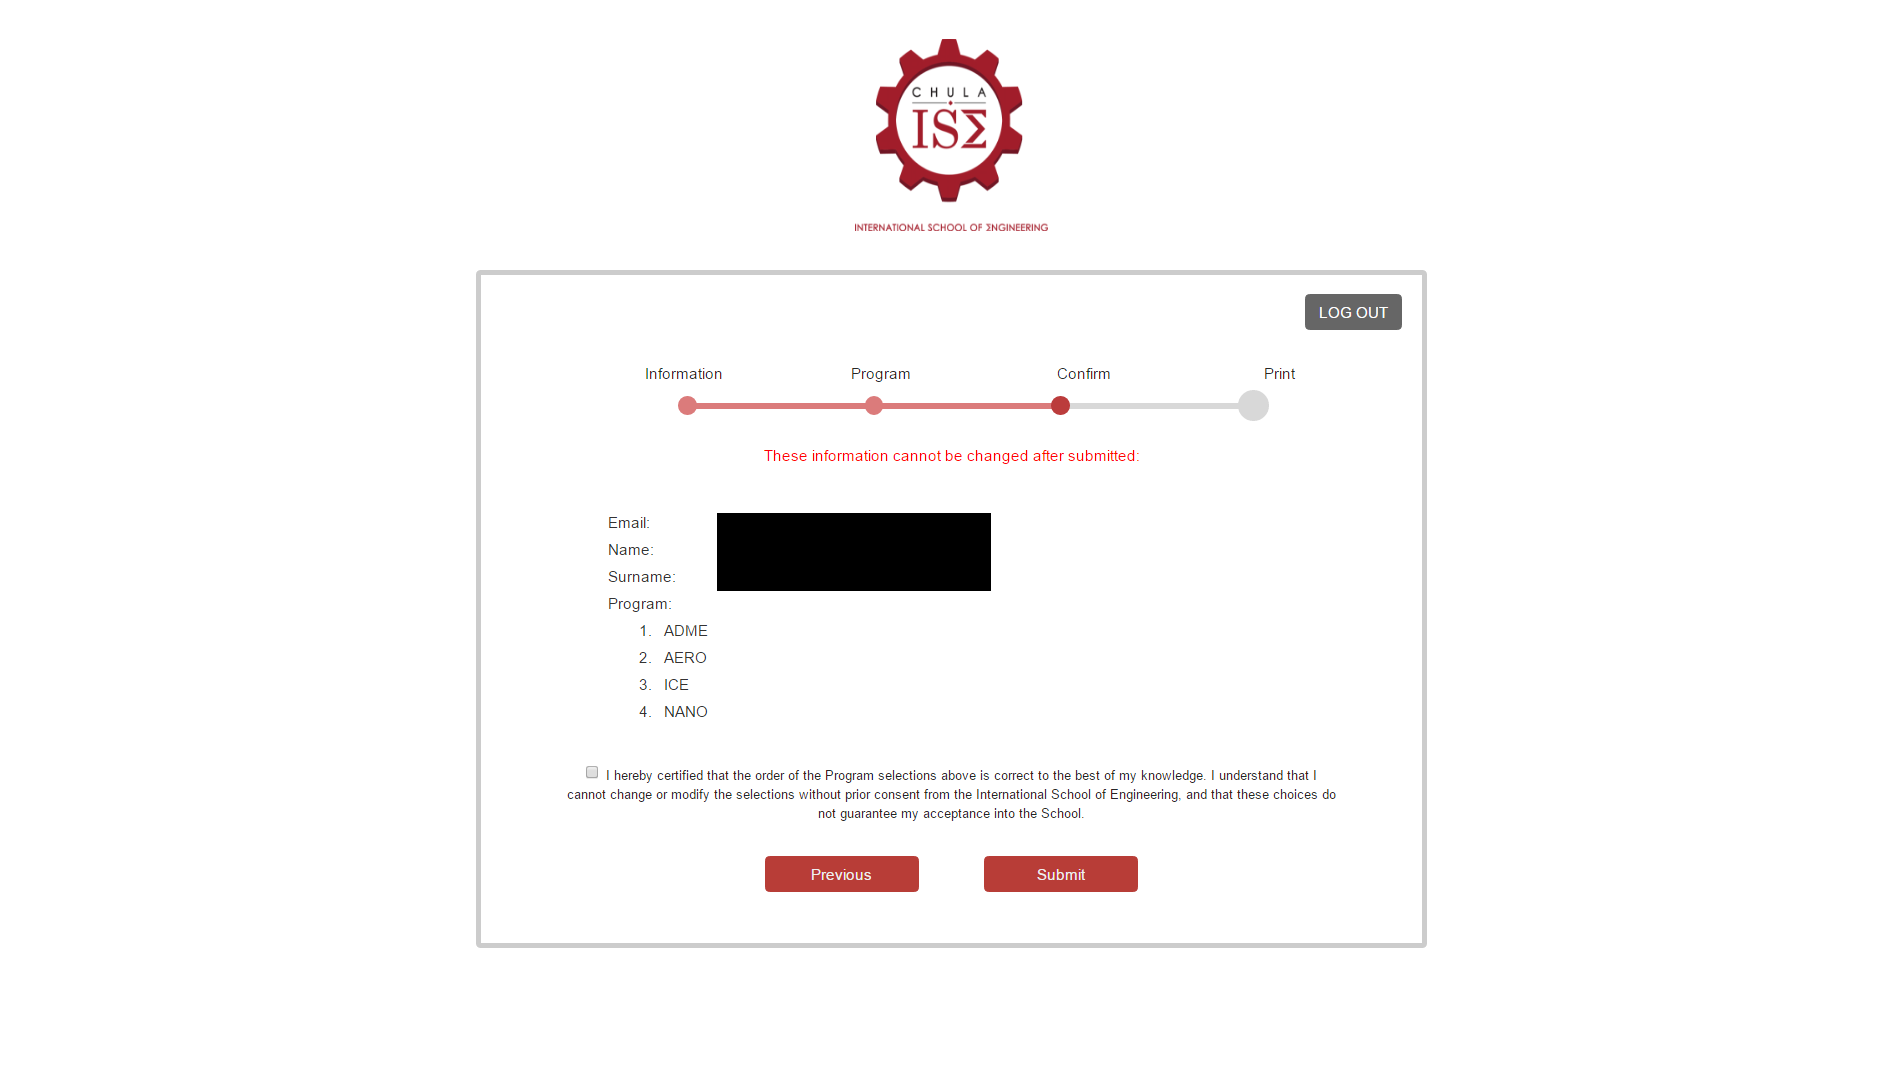 CHULA
ISΣ
INTERNATIONAL SCHOOL OF ΣNGINEERING
LOG OUT
Information Program Confirm Print
These information cannot be changed after submitted:
Email:
Name:
Surname:
Program:
1. ADME
2. AERO
3. ICE
4. NANO
I hereby certified that the order of the Program selections above is correct to the best of my knowledge. I understand that I
cannot change or modify the selections without prior consent from the International School of Engineering, and that these choices do
not guarantee my acceptance into the School.
Previous Submit